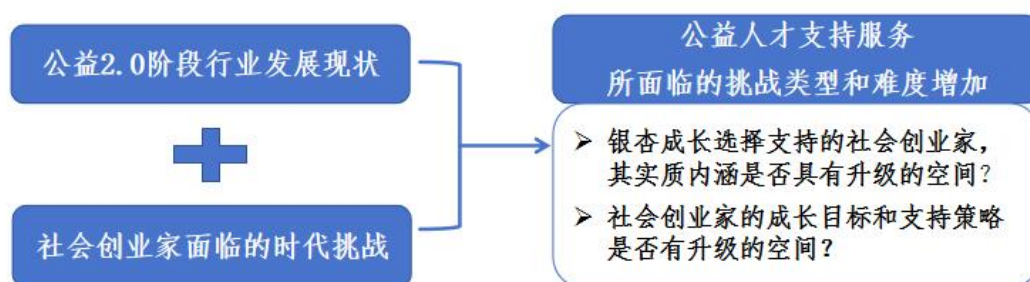 公益2.0阶段行业发展现状
社会创业家面临的时代挑战
公益人才支持服务
所面临的挑战类型和难度增加
➢ 银杏成长选择支持的社会创业家，
其实质内涵是否具有升级的空间？
➢ 社会创业家的成长目标和支持策略
是否有升级的空间？